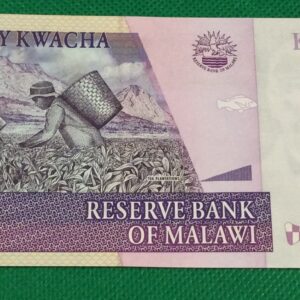 Y KWACHA
RESERVE BANK OF MALAWI
TEA PLANTATIONS
RESERVE BANK
OF MALAWI